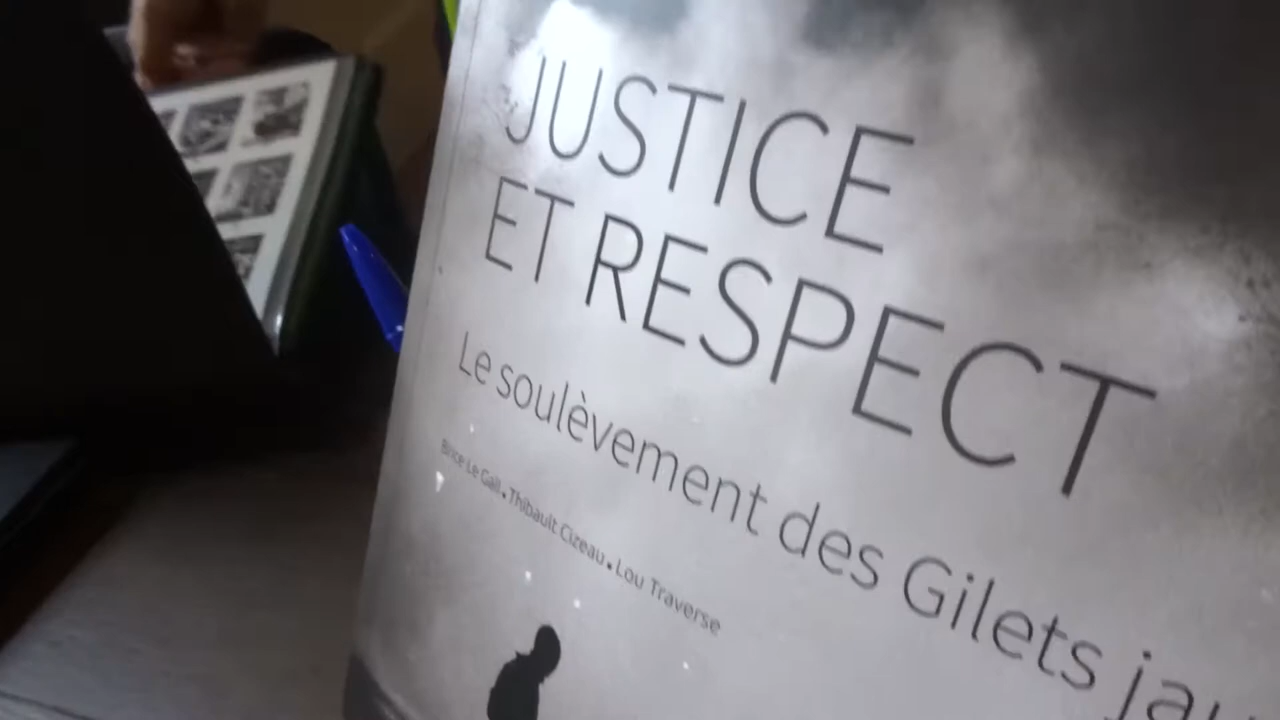 JUSTICE
ET RESPECT
Le soulèvement des Gilets jau
Brice Le Gall • Thibault Cizeau • Lou Traverse